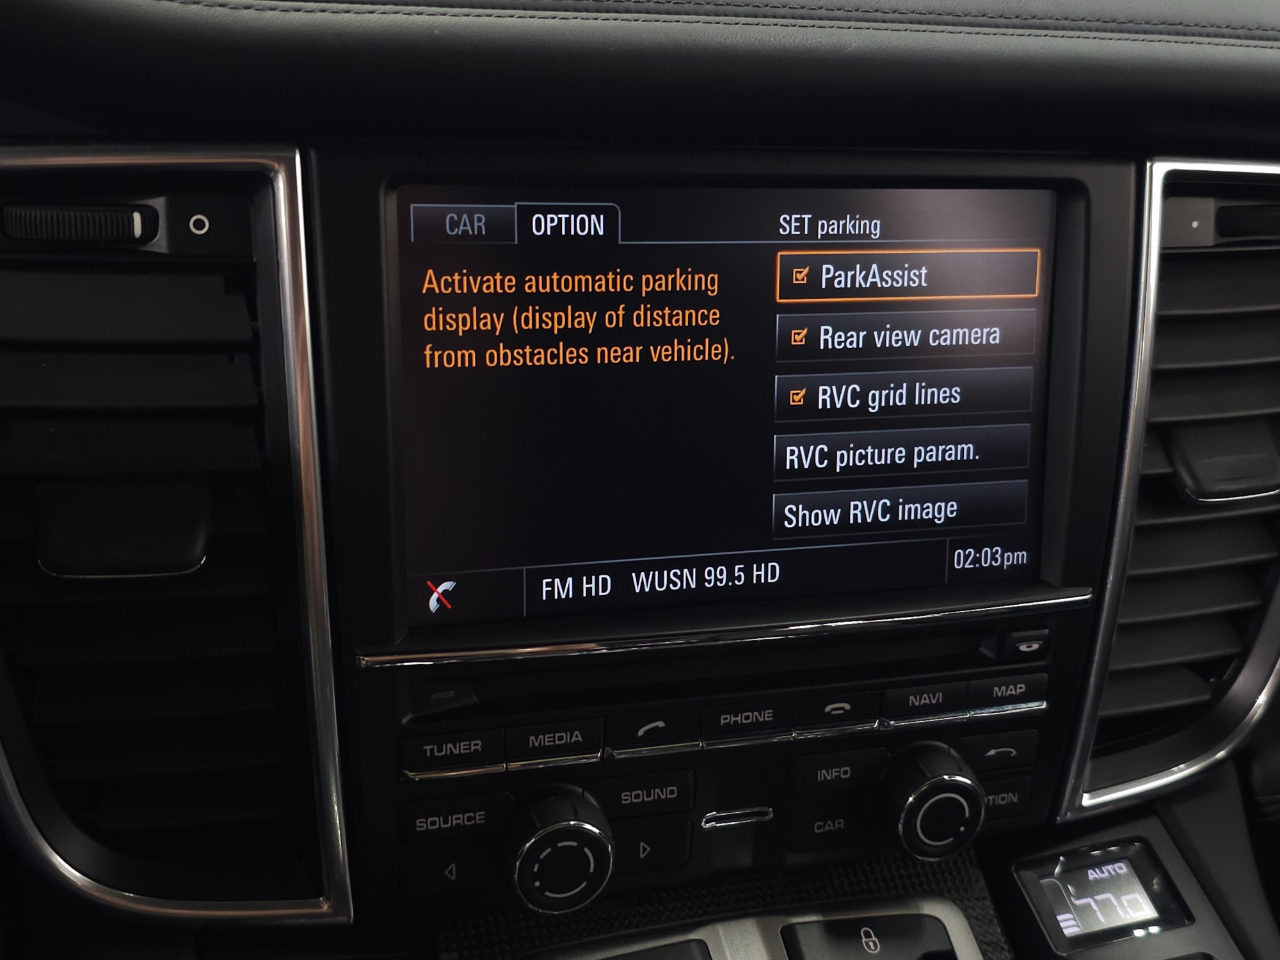 CAR
OPTION
SET parking
Activate automatic parking
display (display of distance
from obstacles near vehicle).
ParkAssist
Rear view camera
RVC grid lines
RVC picture param.
Show RVC image
FM HD WUSN 99.5 HD
02:03pm
TUNER
MEDIA
PHONE
NAVI
MAP
SOURCE
SOUND
INFO
CAR
AUTO
77.0